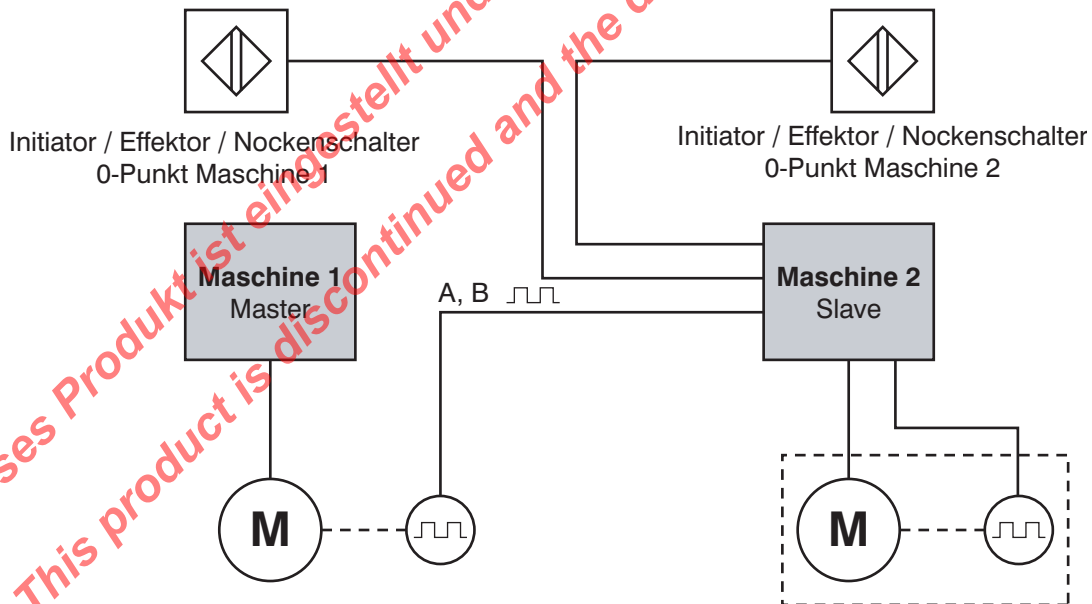 Initiator / Effektor / Nockenschalter
0-Punkt Maschine 1
Initiator / Effektor / Nockenschalter
0-Punkt Maschine 2
Maschine 1
Master
A, B
Maschine 2
Slave
M
M
ses Produkt ist eingestellt und
This product is discontinued and the d